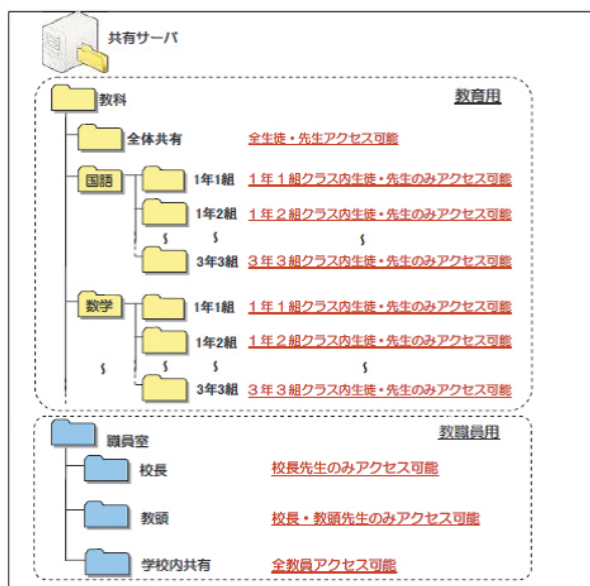 共有サーバ
教育用
教科
全体共有 全生徒・先生アクセス可能
国語 1年1組 1年1組クラス内生徒・先生のみアクセス可能
1年2組 1年2組クラス内生徒・先生のみアクセス可能
〜 〜 〜
3年3組 3年3組クラス内生徒・先生のみアクセス可能
数学 1年1組 1年1組クラス内生徒・先生のみアクセス可能
1年2組 1年2組クラス内生徒・先生のみアクセス可能
〜 〜 〜 〜
3年3組 3年3組クラス内生徒・先生のみアクセス可能
教職員用
職員室
校長 校長先生のみアクセス可能
教頭 校長・教頭先生のみアクセス可能
学校内共有 全教員アクセス可能